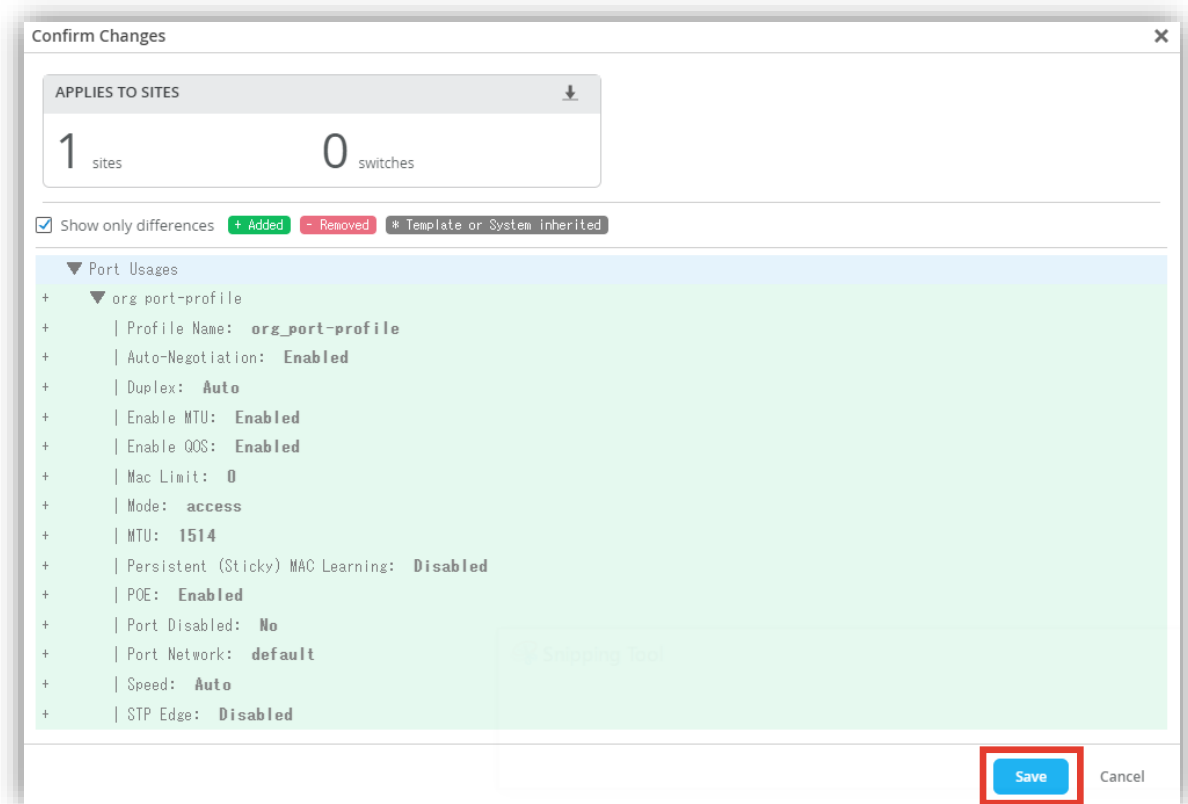 Confirm Changes ×
APPLIES TO SITES
1 sites 0 switches
Show only differences + Added - Removed * Template or System inherited
▼ Port Usages
+ ▼ org port-profile
+ | Profile Name: org_port-profile
+ | Auto-Negotiation: Enabled
+ | Duplex: Auto
+ | Enable MTU: Enabled
+ | Enable QOS: Enabled
+ | Mac Limit: 0
+ | Mode: access
+ | MTU: 1514
+ | Persistent (Sticky) MAC Learning: Disabled
+ | POE: Enabled
+ | Port Disabled: No
+ | Port Network: default
+ | Speed: Auto
+ | STP Edge: Disabled
Snipping Tool
Save Cancel